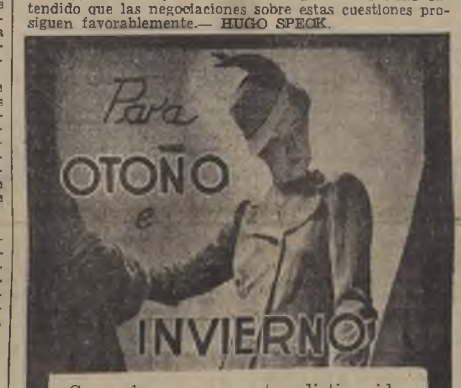 tendido que las negociaciones sobre estas cuestiones pro-
siguen favorablemente.— HUGO SPECK.
Para
OTOÑO
e
INVIERNO